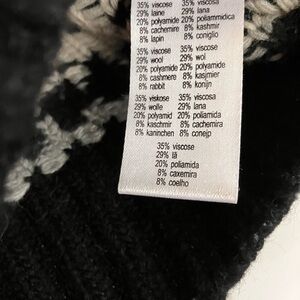 35% viscose 35% viscosa
29% laine 29% lana
20% polyamide 20% poliammidica
8% cachemire 8% kashmir
8% lapin 8% coniglio
35% viscose 35% viscose
29% wool 29% wol
20% polyamide 20% polyamide
8% cashmere 8% kasjmier
8% rabbit 8% konijn
35% viskose 35% viscosa
29% wolle 29% lana
20% polyamid 20% poliamida
8% kaschmir 8% cachemira
8% kaninchen 8% conejp
35% viscose
29% lã
20% poliamida
8% caxemira
8% coelho